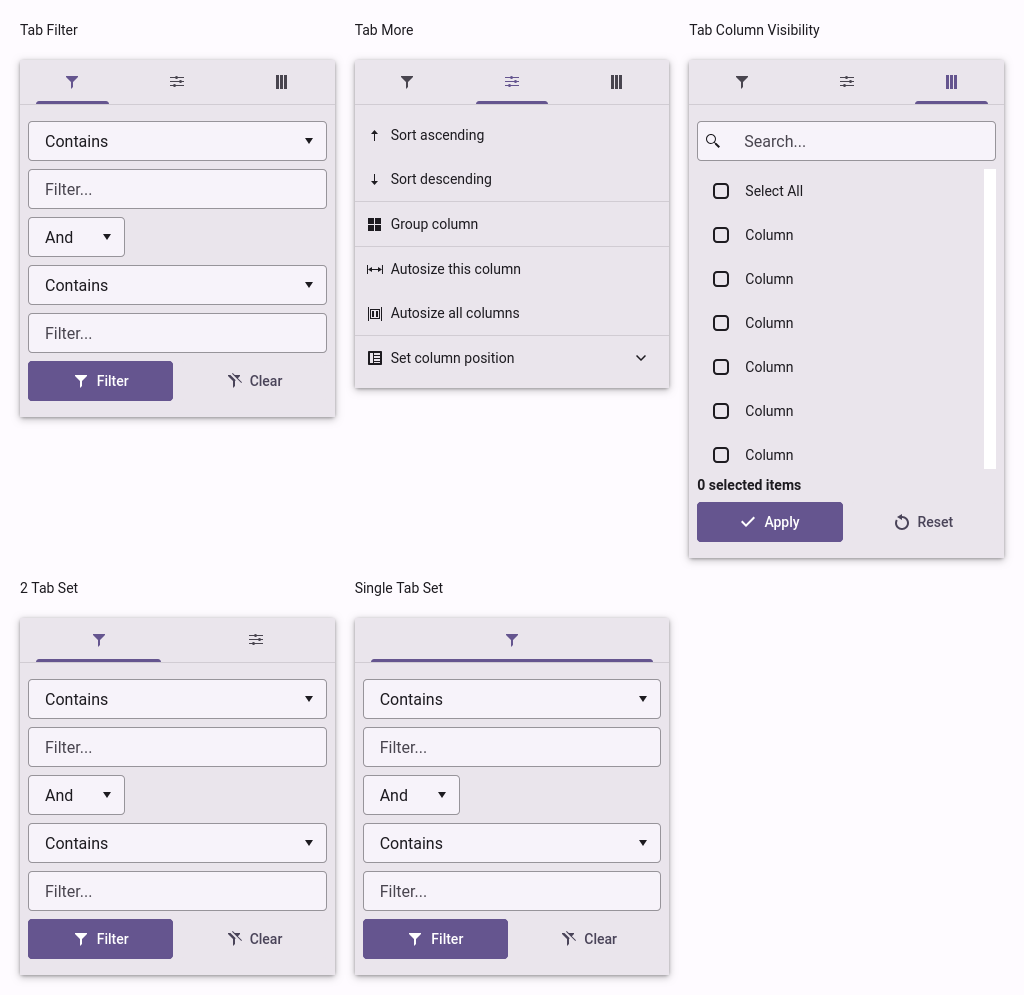 Tab Filter
Contains
Filter...
And
Contains
Filter...
Filter Clear
Tab More
Sort ascending
Sort descending
Group column
Autosize this column
Autosize all columns
Set column position
Tab Column Visibility
Search...
Select All
Column
Column
Column
Column
Column
Column
0 selected items
Apply Reset
2 Tab Set
Contains
Filter...
And
Contains
Filter...
Filter Clear
Single Tab Set
Contains
Filter...
And
Contains
Filter...
Filter Clear